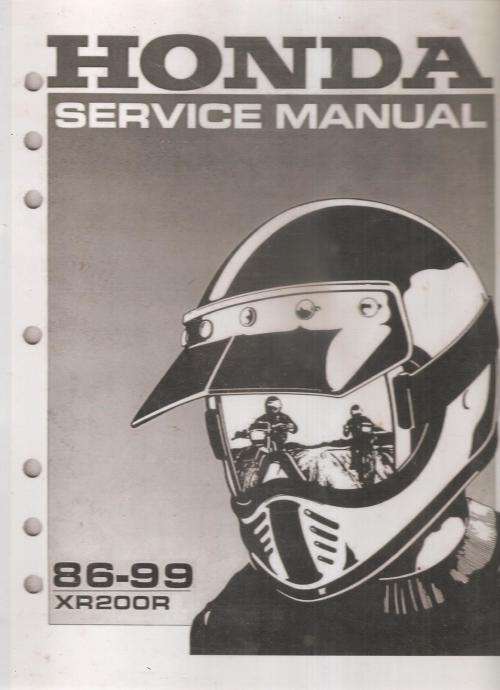 HONDA
SERVICE MANUAL
86-99
XR200R